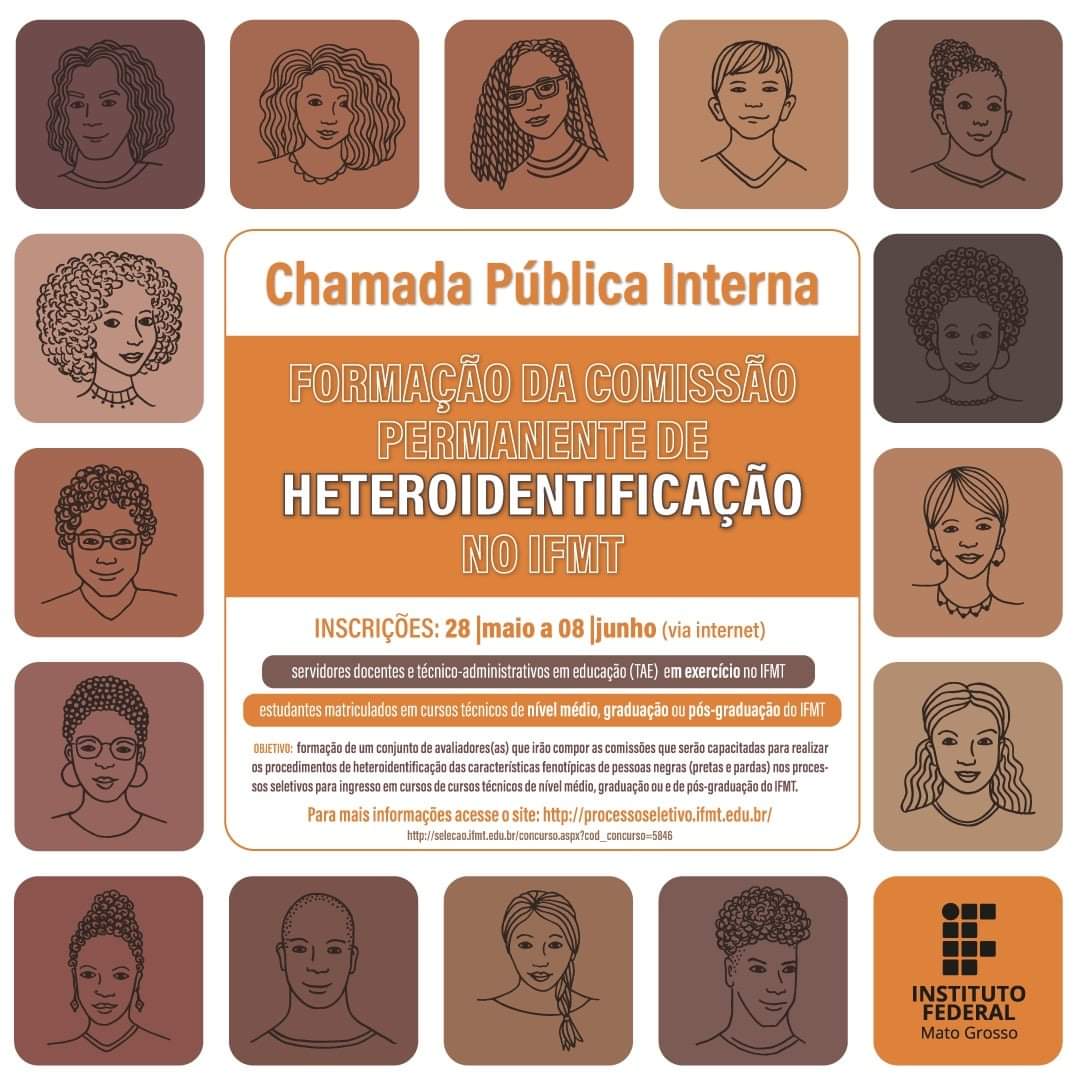 Chamada Pública Interna
FORMAÇÃO DA COMISSÃO
PERMANENTE DE
HETEROIDENTIFICAÇÃO
NO IFMT
INSCRIÇÕES: 28 |maio a 08 |junho (via internet)
servidores docentes e técnico-administrativos em educação (TAE) em exercício no IFMT
estudantes matriculados em cursos técnicos de nível médio, graduação ou pós-graduação do IFMT
OBJETIVO: formação de um conjunto de avaliadores(as) que irão compor as comissões que serão capacitadas para realizar
os procedimentos de heteroidentificação das características fenotípicas de pessoas negras (pretas e pardas) nos proces-
sos seletivos para ingresso em cursos de cursos técnicos de nível médio, graduação ou e de pós-graduação do IFMT.
Para mais informações acesse o site: http://processoseletivo.ifmt.edu.br/
http://selecao.ifmt.edu.br/concurso.aspx?cod_concurso=5846
INSTITUTO
FEDERAL
Mato Grosso